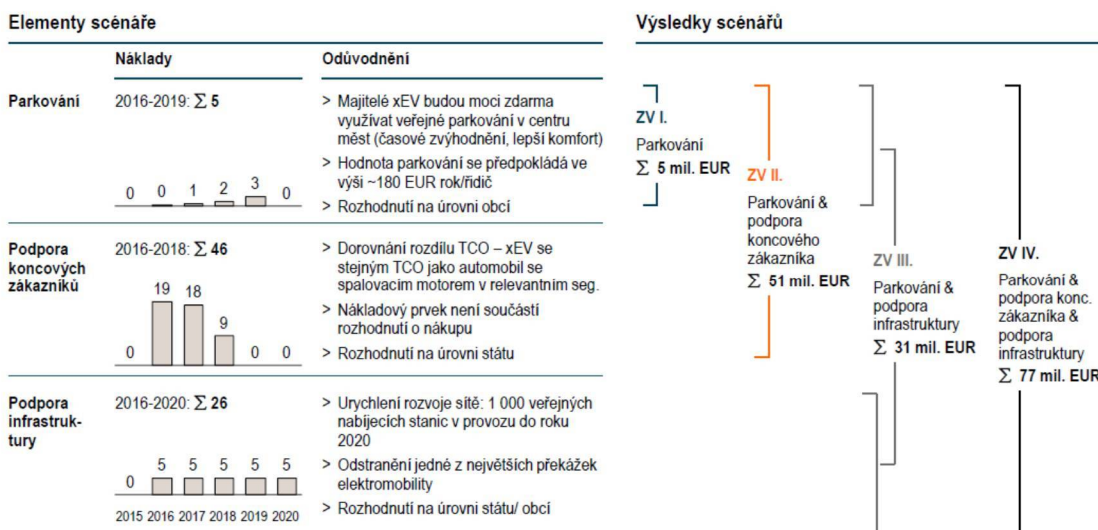 Elementy scénáře
Náklady
Odůvodnění
Parkování
2016-2019: Σ 5
0 0 1 2 3 0
> Majitelé xEV budou moci zdarma
využívat veřejné parkování v centru
měst (časové zvýhodnění, lepší komfort)
> Hodnota parkování se předpokládá ve
výši ~180 EUR rok/řidič
> Rozhodnutí na úrovni obcí
Podpora
koncových
zákazníků
2016-2018: Σ 46
0 19 18 9 0 0
> Dorovnání rozdílu TCO – xEV se
stejným TCO jako automobil se
spalovacím motorem v relevantním seg.
> Nákladový prvek není součástí
rozhodnutí o nákupu
> Rozhodnutí na úrovni státu
Podpora
infrastruk-
tury
2016-2020: Σ 26
0 5 5 5 5 5
2015 2016 2017 2018 2019 2020
> Urychlení rozvoje sítě: 1 000 veřejných
nabíjecích stanic v provozu do roku
2020
> Odstranění jedné z největších překážek
elektromobility
> Rozhodnutí na úrovni státu/ obcí
Výsledky scénářů
ZV I.
Parkování
Σ 5 mil. EUR
ZV II.
Parkování &
podpora
koncového
zákazníka
Σ 51 mil. EUR
ZV III.
Parkování &
podpora
infrastruktury
Σ 31 mil. EUR
ZV IV.
Parkování &
podpora konc.
zákazníka &
podpora
infrastruktury
Σ 77 mil. EUR